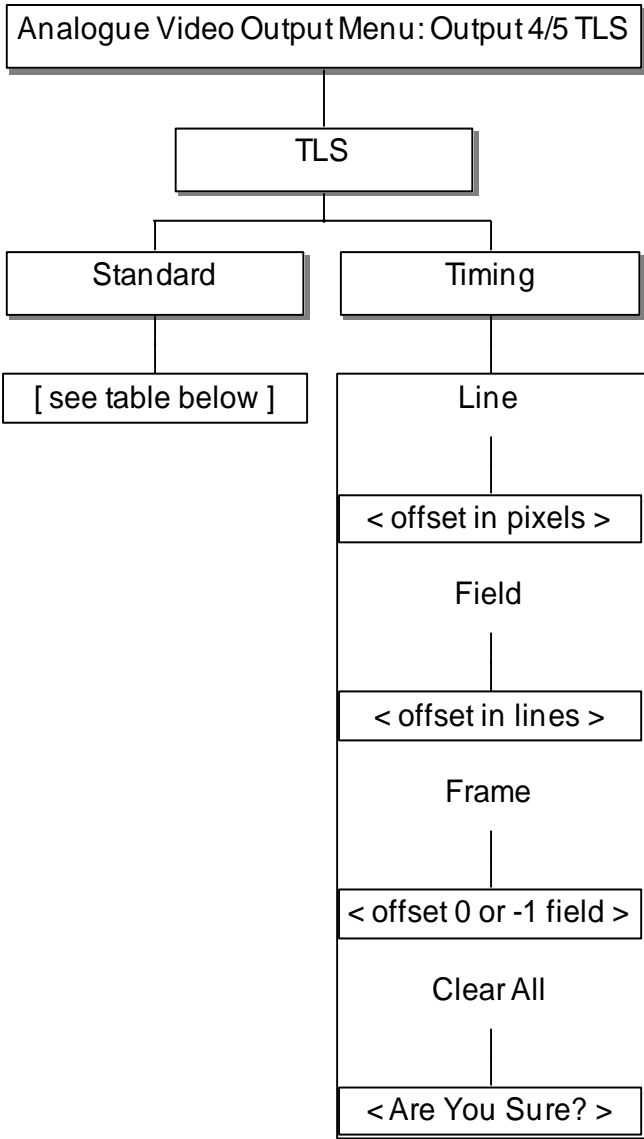 Analogue Video Output Menu: Output 4/5 TLS
TLS
Standard
Timing
[ see table below ]
Line
< offset in pixels >
Field
< offset in lines >
Frame
< offset 0 or -1 field >
Clear All
< Are You Sure? >